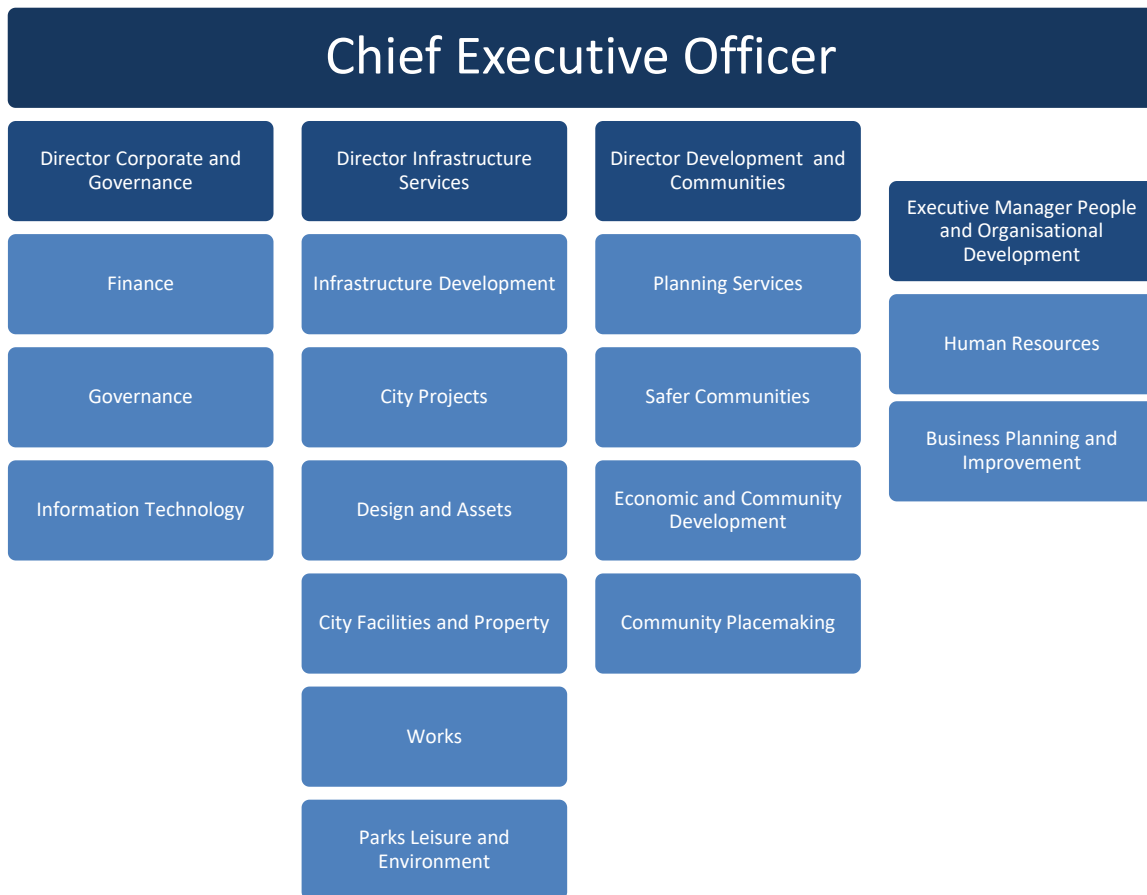 Chief Executive Officer
Director Corporate and
Governance
Finance
Governance
Information Technology
Director Infrastructure
Services
Infrastructure Development
City Projects
Design and Assets
City Facilities and Property
Works
Parks Leisure and
Environment
Director Development and
Communities
Planning Services
Safer Communities
Economic and Community
Development
Community Placemaking
Executive Manager People
and Organisational
Development
Human Resources
Business Planning and
Improvement